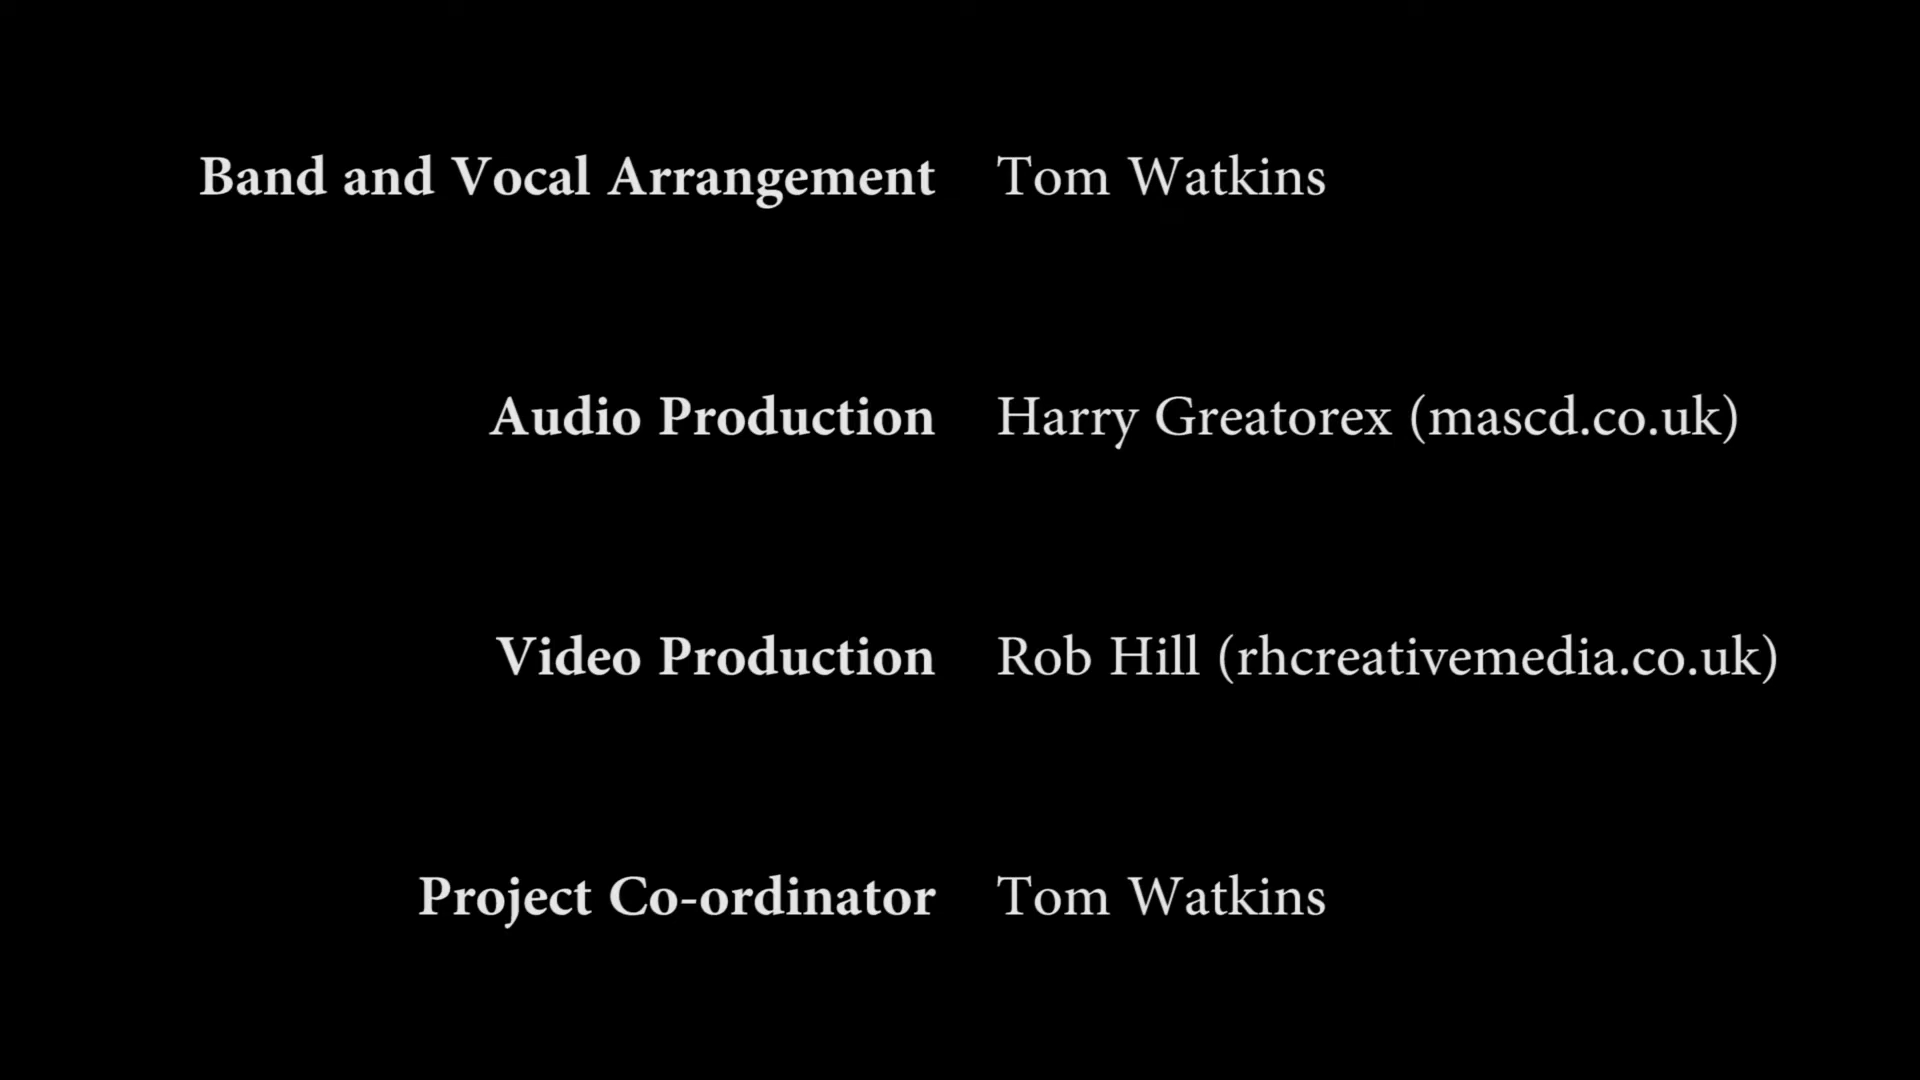 Band and Vocal Arrangement Tom Watkins
Audio Production Harry Greatorex (mascd.co.uk)
Video Production Rob Hill (rhcreativemedia.co.uk)
Project Co-ordinator Tom Watkins